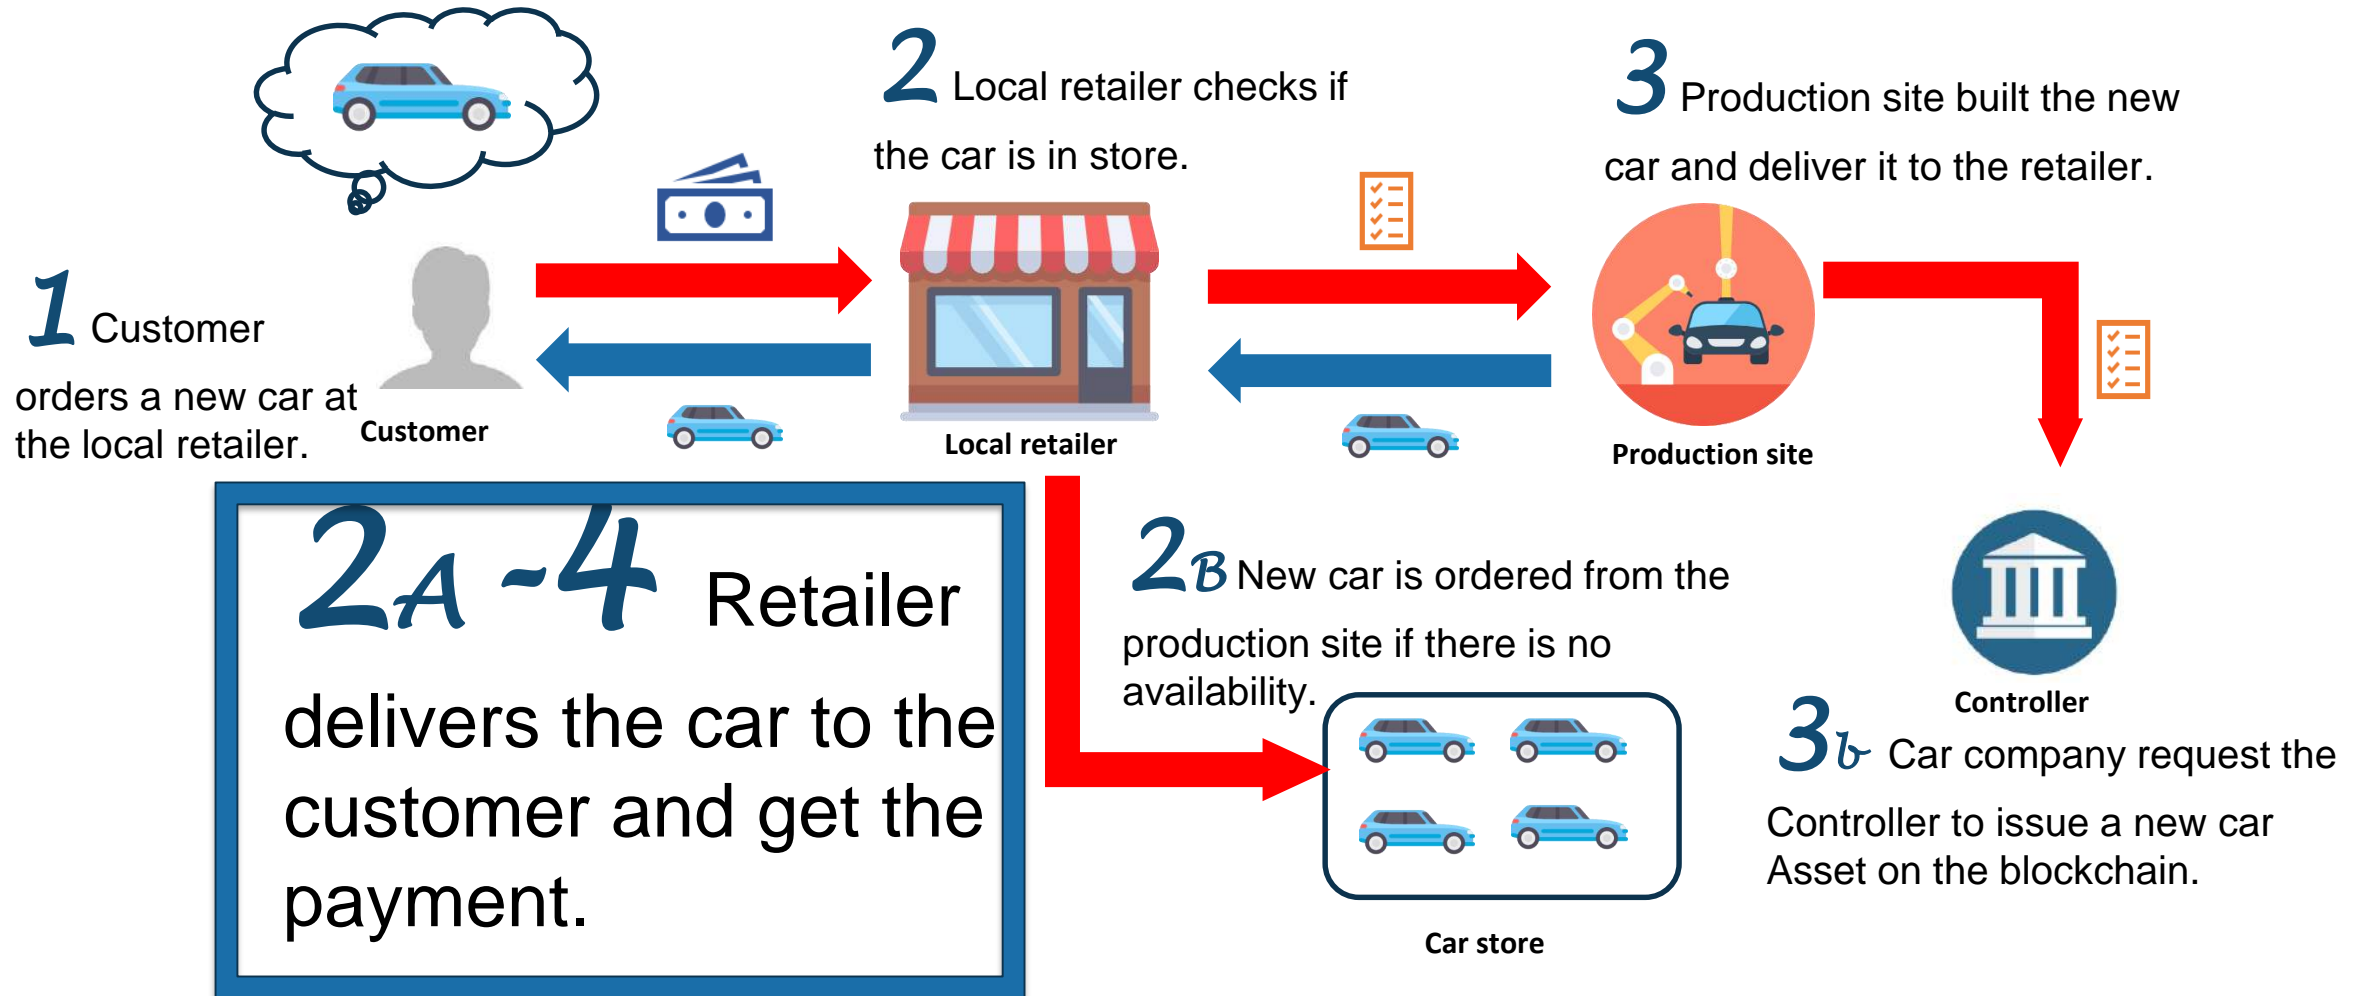 1 Customer
orders a new car at
the local retailer.
Customer
2 Local retailer checks if
the car is in store.
Local retailer
3 Production site built the new
car and deliver it to the retailer.
Production site
2A-4 Retailer
delivers the car to the
customer and get the
payment.
2B New car is ordered from the
production site if there is no
availability.
Car store
Controller
3b Car company request the
Controller to issue a new car
Asset on the blockchain.